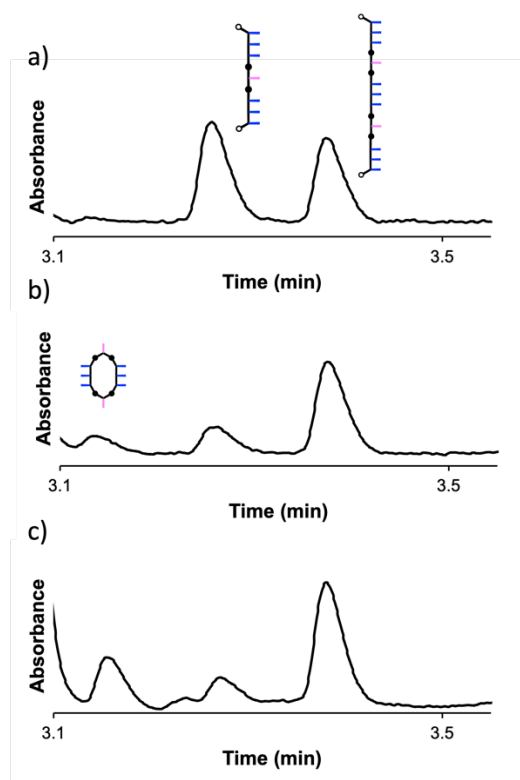 a)
Absorbance
3.1 3.5
Time (min)
b)
Absorbance
3.1 3.5
Time (min)
c)
Absorbance
3.1 3.5
Time (min)